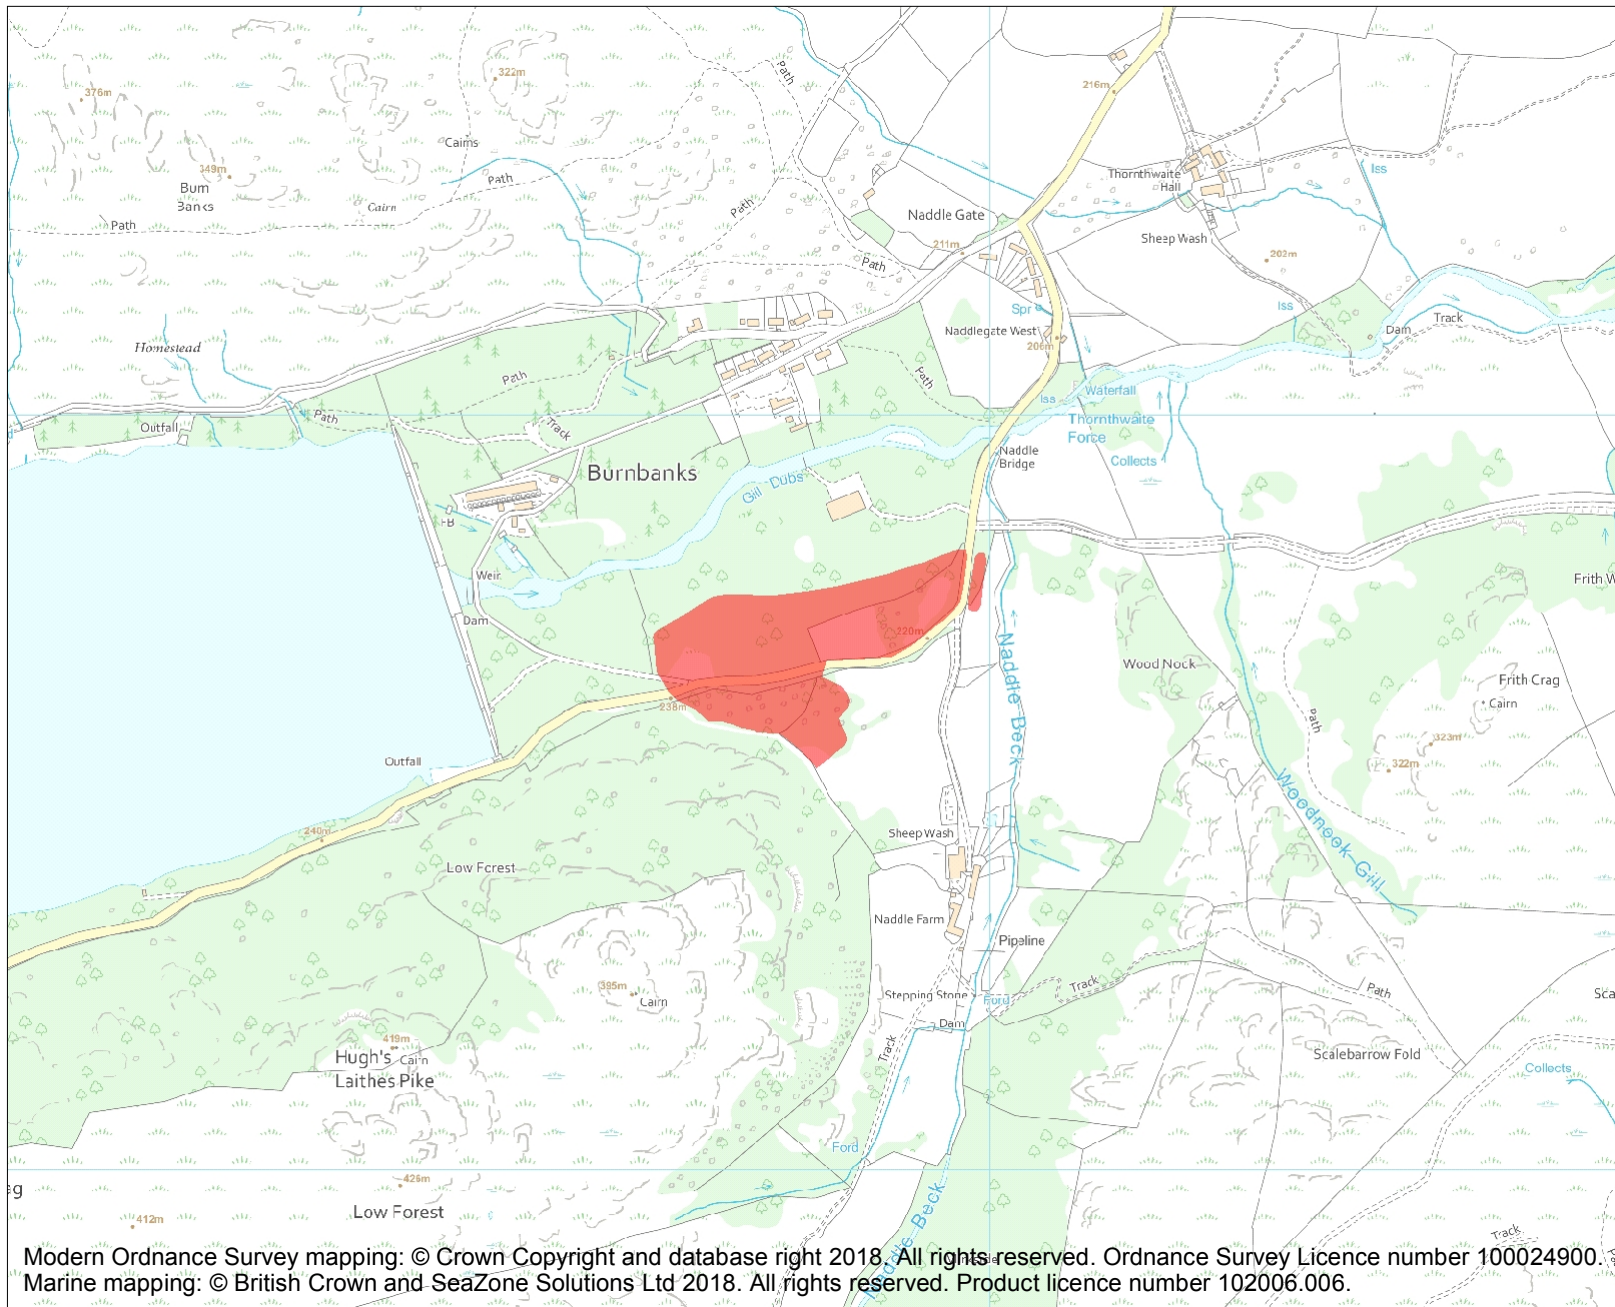 376m
322m
Path
216m
Cairns
349m
Path
Iss
Thornthwaite
Hall
Burn
Banks
Cairn
Path
Naddle Gate
Path
Sheep Wash
211m
202m
Path
Spr
Iss
Track
Naddlegate West
Dam
206m
Homestead
Path
Path
Waterfall
Iss
Path
Thornthwaite
Force
Outfall
Track
Naddle
Bridge
Collects
Burnbanks
Gill Dubs
FB
Weir
Frith W
Dam
220m
Naddle Beck
Wood Nock
Frith Crag
Cairn
238m
Path
323m
322m
Outfall
Woodnook Gill
240m
Sheep Wash
Low Forest
Naddle Farm
Pipeline
395m
Cairn
Stepping Stone
Ford
Track
Path
Sca
Dam
419m
Hugh's
Cairn
Laithes Pike
Track
Scalebarrow Fold
Collects
Ford
426m
Low Forest
412m
Naddle Beck
Track
Modern Ordnance Survey mapping: © Crown Copyright and database right 2018. All rights reserved. Ordnance Survey Licence number 100024900.
Marine mapping: © British Crown and SeaZone Solutions Ltd 2018. All rights reserved. Product licence number 102006.006.